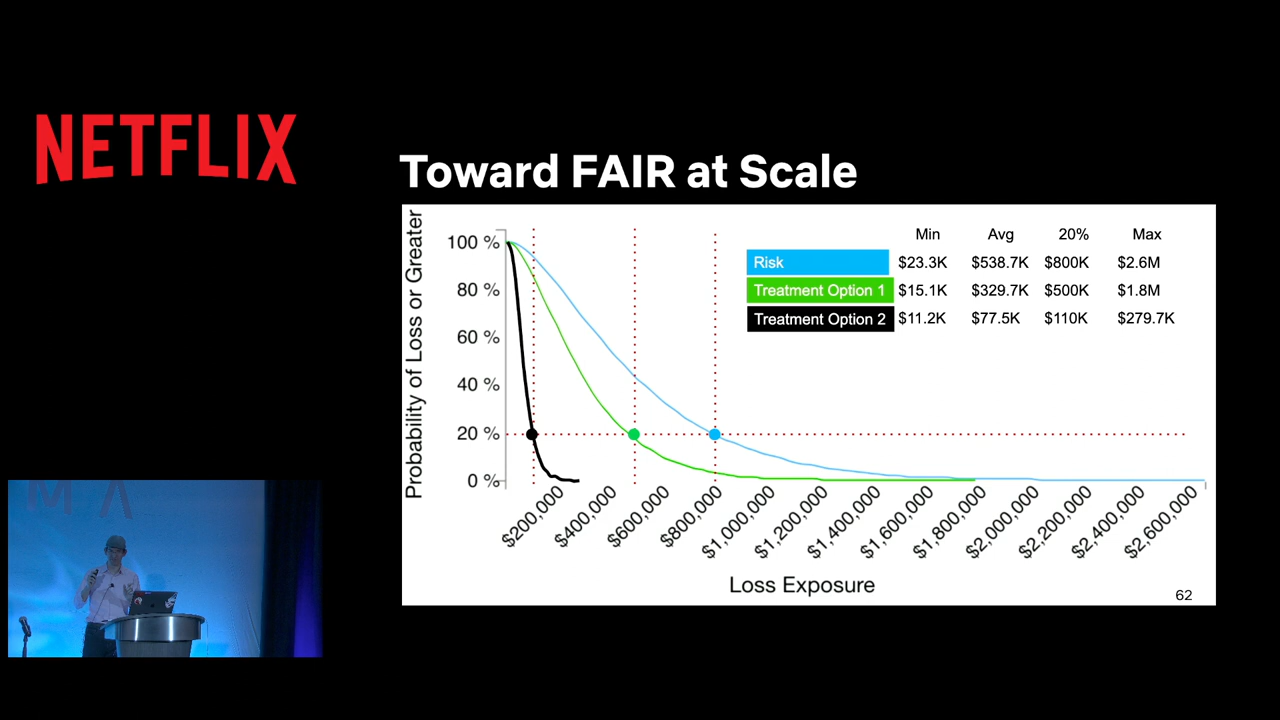 NETFLIX
Toward FAIR at Scale
Probability of Loss or Greater
100 %
80 %
60 %
40 %
20 %
0 %
Min Avg 20% Max
Risk $23.3K $538.7K $800K $2.6M
Treatment Option 1 $15.1K $329.7K $500K $1.8M
Treatment Option 2 $11.2K $77.5K $110K $279.7K
$200,000 $400,000 $600,000 $800,000 $1,000,000 $1,200,000 $1,400,000 $1,600,000 $1,800,000 $2,000,000 $2,200,000 $2,400,000 $2,600,000
Loss Exposure
62